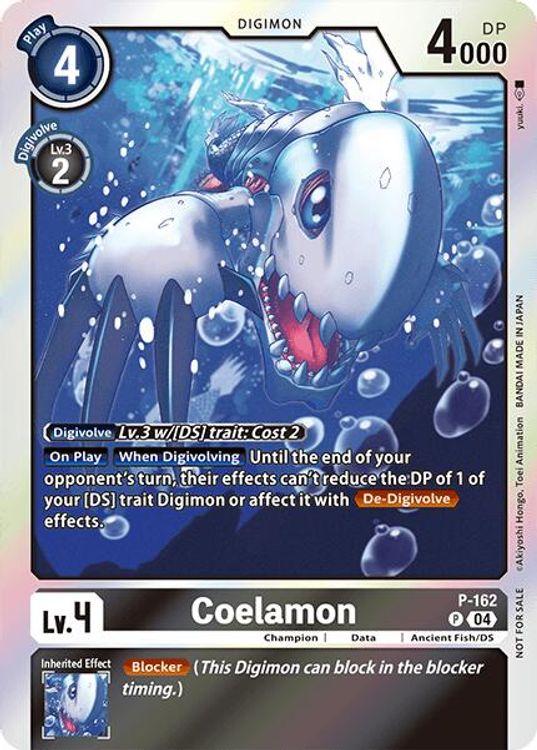 Play
4
DIGIMON
4000
DP
Digivolve
Lv.3
2
yuuki.
©Akiyoshi Hongo, Toei Animation BANDAI MADE IN JAPAN
NOT FOR SALE
Digivolve Lv.3 w/[DS] trait: Cost 2
On Play When Digivolving Until the end of your
opponent's turn, their effects can't reduce the DP of 1 of
your [DS] trait Digimon or affect it with De-Digivolve
effects.
Lv.4
Coelamon
P-162
P 04
Champion | Data | Ancient Fish/DS
Inherited Effect
Blocker (This Digimon can block in the blocker
timing.)